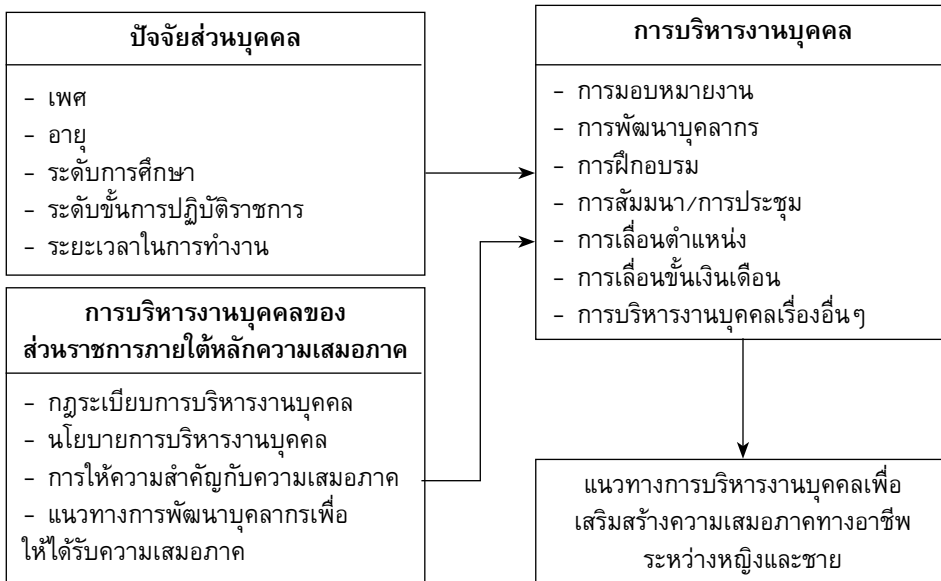 ปัจจัยส่วนบุคคล
– เพศ
– อายุ
– ระดับการศึกษา
– ระดับขั้นการปฏิบัติราชการ
– ระยะเวลาในการทำงาน
การบริหารงานบุคคลของ
ส่วนราชการภายใต้หลักความเสมอภาค
– กฎระเบียบการบริหารงานบุคคล
– นโยบายการบริหารงานบุคคล
– การให้ความสำคัญกับความเสมอภาค
– แนวทางการพัฒนาบุคลากรเพื่อ
ให้ได้รับความเสมอภาค
การบริหารงานบุคคล
– การมอบหมายงาน
– การพัฒนาบุคลากร
– การฝึกอบรม
– การสัมมนา/การประชุม
– การเลื่อนตำแหน่ง
– การเลื่อนขั้นเงินเดือน
– การบริหารงานบุคคลเรื่องอื่นๆ
แนวทางการบริหารงานบุคคลเพื่อ
เสริมสร้างความเสมอภาคทางอาชีพ
ระหว่างหญิงและชาย